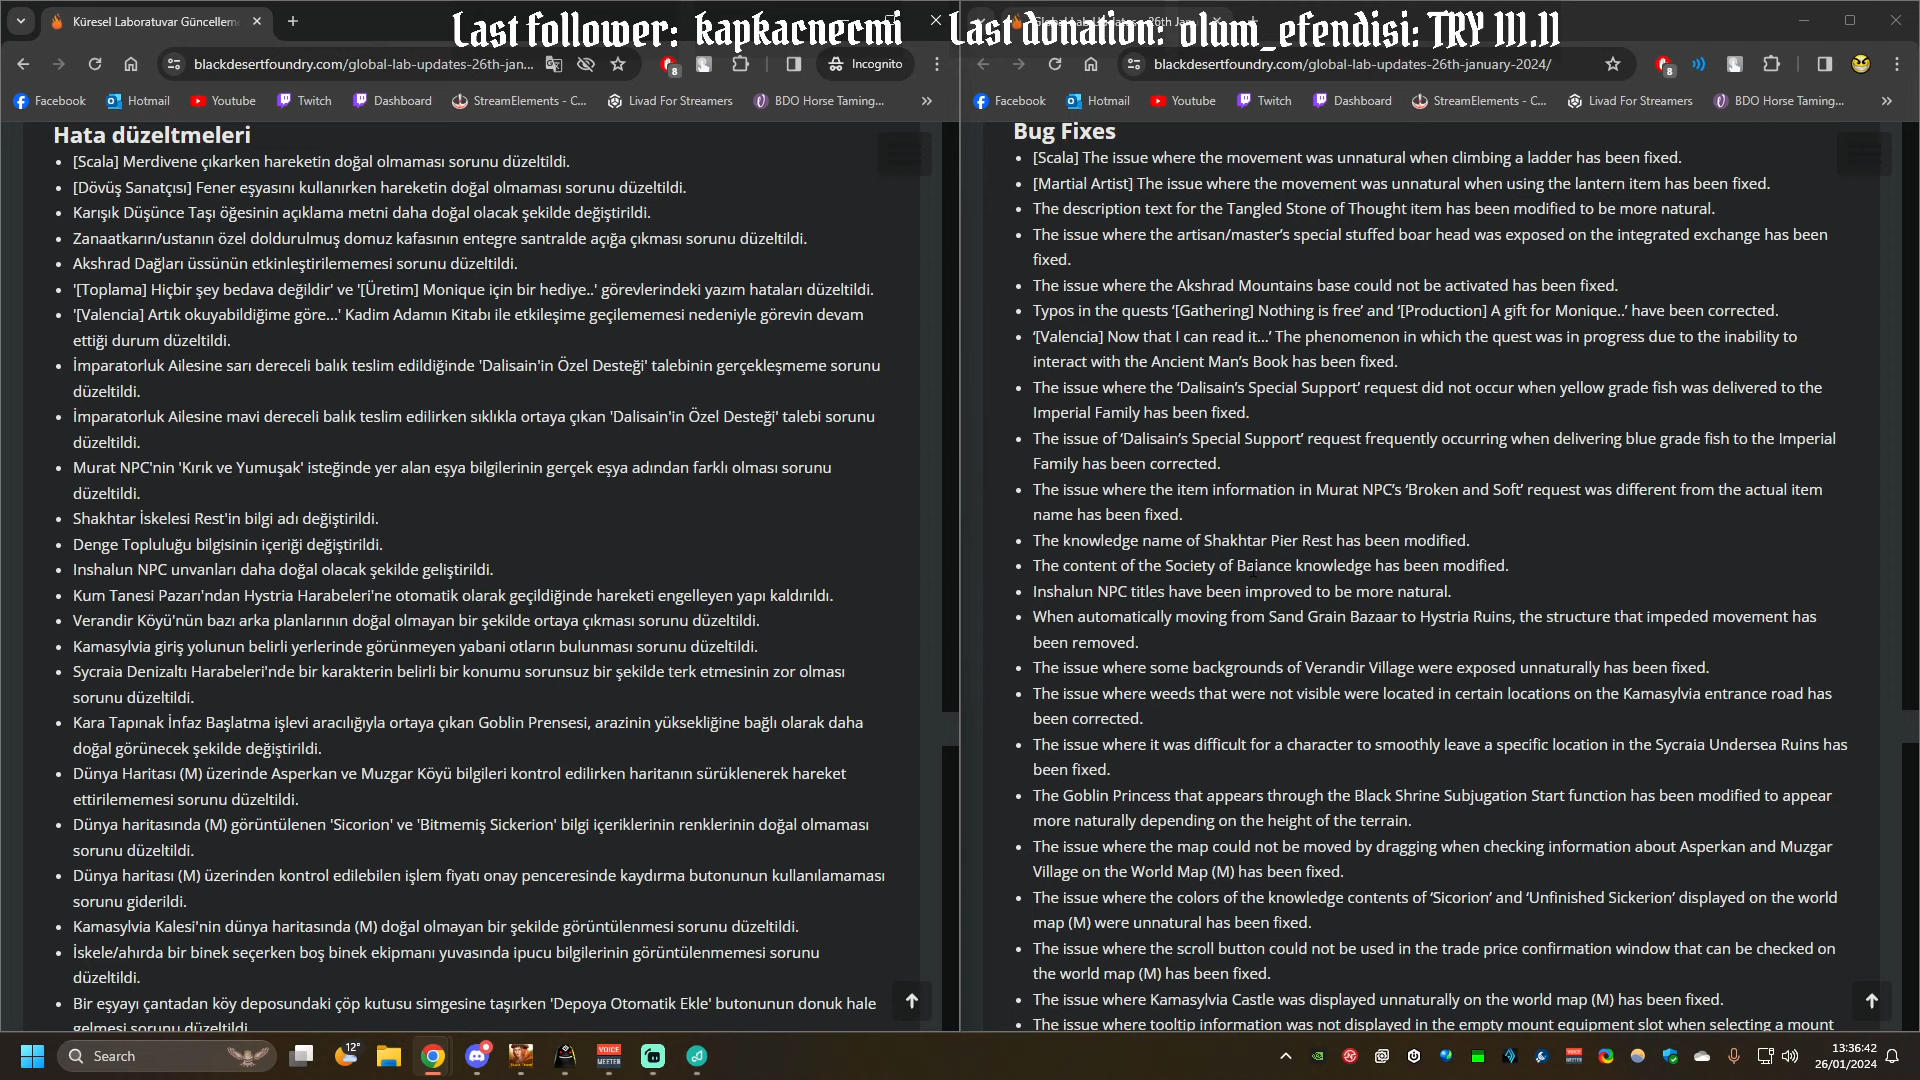 Last follower: kapkacnecmi
Last donation: olum_efendisi: TRY 111.11
Küresel Laboratuvar Güncellem
Global Lab Updates - 26th Jan
blackdesertfoundry.com/global-lab-updates-26th-jan...
8
Incognito
blackdesertfoundry.com/global-lab-updates-26th-january-2024/
8
Facebook
Hotmail
Youtube
Twitch
Dashboard
StreamElements - C...
Livad For Streamers
BDO Horse Taming...
»
Facebook
Hotmail
Youtube
Twitch
Dashboard
StreamElements - C...
Livad For Streamers
BDO Horse Taming...
»
Hata düzeltmeleri
• [Scala] Merdivene çıkarken hareketin doğal olmaması sorunu düzeltildi.
• [Dövüş Sanatçısı] Fener eşyasını kullanırken hareketin doğal olmaması sorunu düzeltildi.
• Karışık Düşünce Taşı öğesinin açıklama metni daha doğal olacak şekilde değiştirildi.
• Zanaatkarın/ustanın özel doldurulmuş domuz kafasının entegre santralde açığa çıkması sorunu düzeltildi.
• Akshrad Dağları üssünün etkinleştirilememesi sorunu düzeltildi.
• '[Toplama] Hiçbir şey bedava değildir' ve '[Üretim] Monique için bir hediye..' görevlerindeki yazım hataları düzeltildi.
• '[Valencia] Artık okuyabildiğime göre...' Kadim Adamın Kitabı ile etkileşime geçilememesi nedeniyle görevin devam
ettiği durum düzeltildi.
• İmparatorluk Ailesine sarı dereceli balık teslim edildiğinde 'Dalisain'in Özel Desteği' talebinin gerçekleşmeme sorunu
düzeltildi.
• İmparatorluk Ailesine mavi dereceli balık teslim edilirken sıklıkla ortaya çıkan 'Dalisain'in Özel Desteği' talebi sorunu
düzeltildi.
• Murat NPC'nin 'Kırık ve Yumuşak' isteğinde yer alan eşya bilgilerinin gerçek eşya adından farklı olması sorunu
düzeltildi.
• Shakhtar İskelesi Rest'in bilgi adı değiştirildi.
• Denge Topluluğu bilgisinin içeriği değiştirildi.
• Inshalun NPC unvanları daha doğal olacak şekilde geliştirildi.
• Kum Tanesi Pazarı'ndan Hystria Harabeleri'ne otomatik olarak geçildiğinde hareketi engelleyen yapı kaldırıldı.
• Verandir Köyü'nün bazı arka planlarının doğal olmayan bir şekilde ortaya çıkması sorunu düzeltildi.
• Kamasylvia giriş yolunun belirli yerlerinde görünmeyen yabani otların bulunması sorunu düzeltildi.
• Sycraia Denizaltı Harabeleri'nde bir karakterin belirli bir konumu sorunsuz bir şekilde terk etmesinin zor olması
sorunu düzeltildi.
• Kara Tapınak İnfaz Başlatma işlevi aracılığıyla ortaya çıkan Goblin Prensesi, arazinin yüksekliğine bağlı olarak daha
doğal görünecek şekilde değiştirildi.
• Dünya Haritası (M) üzerinde Asperkan ve Muzgar Köyü bilgileri kontrol edilirken haritanın sürüklenerek hareket
ettirilememesi sorunu düzeltildi.
• Dünya haritasında (M) görüntülenen 'Sicorion' ve 'Bitmemiş Sickerion' bilgi içeriklerinin renklerinin doğal olmaması
sorunu düzeltildi.
• Dünya haritası (M) üzerinden kontrol edilebilen işlem fiyatı onay penceresinde kaydırma butonunun kullanılamaması
sorunu giderildi.
• Kamasylvia Kalesi'nin dünya haritasında (M) doğal olmayan bir şekilde görüntülenmesi sorunu düzeltildi.
• İskele/ahırda bir binek seçerken boş binek ekipmanı yuvasında ipucu bilgilerinin görüntülenmemesi sorunu
düzeltildi.
• Bir eşyayı çantadan köy deposundaki çöp kutusu simgesine taşırken 'Depoya Otomatik Ekle' butonunun donuk hale
gelmesi sorunu düzeltildi.
Bug Fixes
• [Scala] The issue where the movement was unnatural when climbing a ladder has been fixed.
• [Martial Artist] The issue where the movement was unnatural when using the lantern item has been fixed.
• The description text for the Tangled Stone of Thought item has been modified to be more natural.
• The issue where the artisan/master’s special stuffed boar head was exposed on the integrated exchange has been
fixed.
• The issue where the Akshrad Mountains base could not be activated has been fixed.
• Typos in the quests ‘[Gathering] Nothing is free’ and ‘[Production] A gift for Monique..’ have been corrected.
• ‘[Valencia] Now that I can read it…’ The phenomenon in which the quest was in progress due to the inability to
interact with the Ancient Man’s Book has been fixed.
• The issue where the ‘Dalisain’s Special Support’ request did not occur when yellow grade fish was delivered to the
Imperial Family has been fixed.
• The issue of ‘Dalisain’s Special Support’ request frequently occurring when delivering blue grade fish to the Imperial
Family has been corrected.
• The issue where the item information in Murat NPC’s ‘Broken and Soft’ request was different from the actual item
name has been fixed.
• The knowledge name of Shakhtar Pier Rest has been modified.
• The content of the Society of Balance knowledge has been modified.
• Inshalun NPC titles have been improved to be more natural.
• When automatically moving from Sand Grain Bazaar to Hystria Ruins, the structure that impeded movement has
been removed.
• The issue where some backgrounds of Verandir Village were exposed unnaturally has been fixed.
• The issue where weeds that were not visible were located in certain locations on the Kamasylvia entrance road has
been corrected.
• The issue where it was difficult for a character to smoothly leave a specific location in the Sycraia Undersea Ruins has
been fixed.
• The Goblin Princess that appears through the Black Shrine Subjugation Start function has been modified to appear
more naturally depending on the height of the terrain.
• The issue where the map could not be moved by dragging when checking information about Asperkan and Muzgar
Village on the World Map (M) has been fixed.
• The issue where the colors of the knowledge contents of ‘Sicorion’ and ‘Unfinished Sickerion’ displayed on the world
map (M) were unnatural has been fixed.
• The issue where the scroll button could not be used in the trade price confirmation window that can be checked on
the world map (M) has been fixed.
• The issue where Kamasylvia Castle was displayed unnaturally on the world map (M) has been fixed.
• The issue where tooltip information was not displayed in the empty mount equipment slot when selecting a mount
Search
12°
VOICE
MEETER
13:36:42
26/01/2024